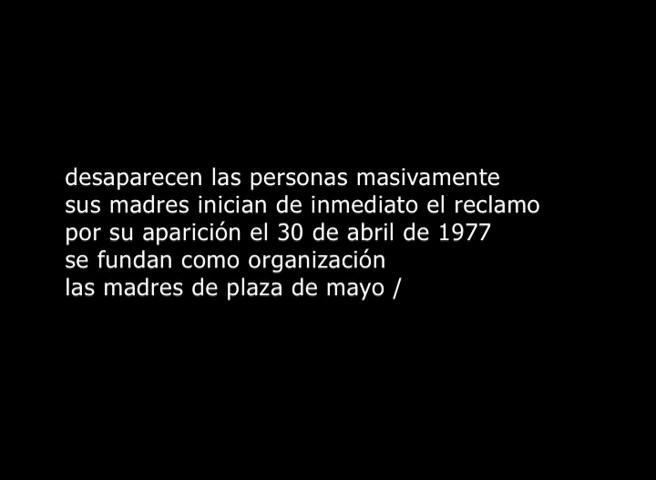 desaparecen las personas masivamente
sus madres inician de inmediato el reclamo
por su aparición el 30 de abril de 1977
se fundan como organización
las madres de plaza de mayo /